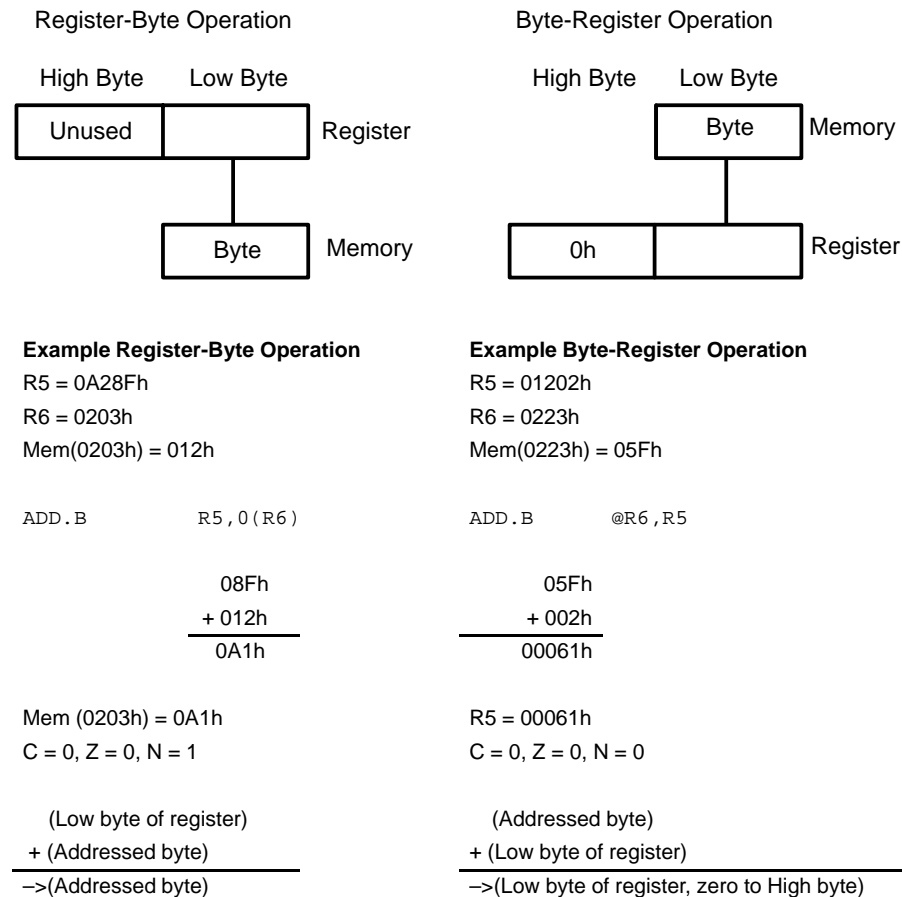 Register-Byte Operation
High Byte Low Byte
Unused Register
Byte Memory
Example Register-Byte Operation
R5 = 0A28Fh
R6 = 0203h
Mem(0203h) = 012h
ADD.B R5,0(R6)
08Fh
+ 012h
0A1h
Mem (0203h) = 0A1h
C = 0, Z = 0, N = 1
(Low byte of register)
+ (Addressed byte)
–>(Addressed byte)
Byte-Register Operation
High Byte Low Byte
Byte Memory
0h Register
Example Byte-Register Operation
R5 = 01202h
R6 = 0223h
Mem(0223h) = 05Fh
ADD.B @R6,R5
05Fh
+ 002h
00061h
R5 = 00061h
C = 0, Z = 0, N = 0
(Addressed byte)
+ (Low byte of register)
–>(Low byte of register, zero to High byte)